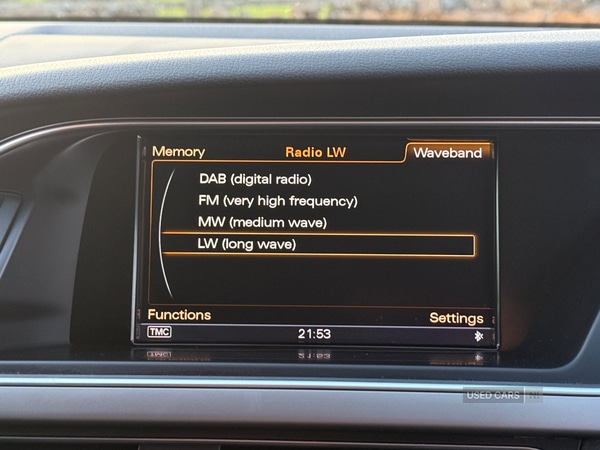 Memory Radio LW Waveband
DAB (digital radio)
FM (very high frequency)
MW (medium wave)
LW (long wave)
Functions Settings
TMC 21:53
USED CARS NI